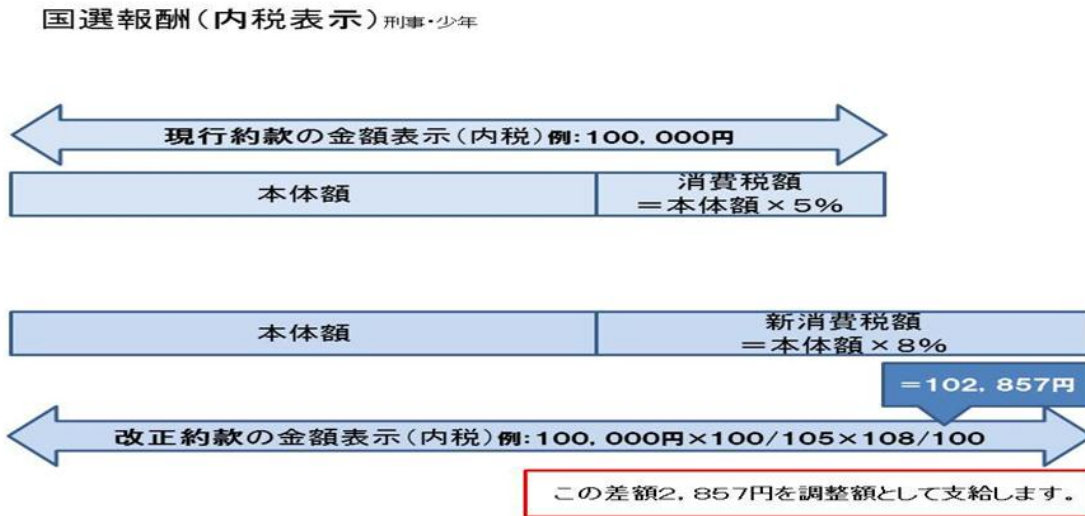 国選報酬(内税表示)刑事・少年
現行約款の金額表示(内税)例:100,000円
本体額
消費税額
=本体額×5%
本体額
新消費税額
=本体額×8%
=102,857円
改正約款の金額表示(内税)例:100,000円×100/105×108/100
この差額2,857円を調整額として支給します。